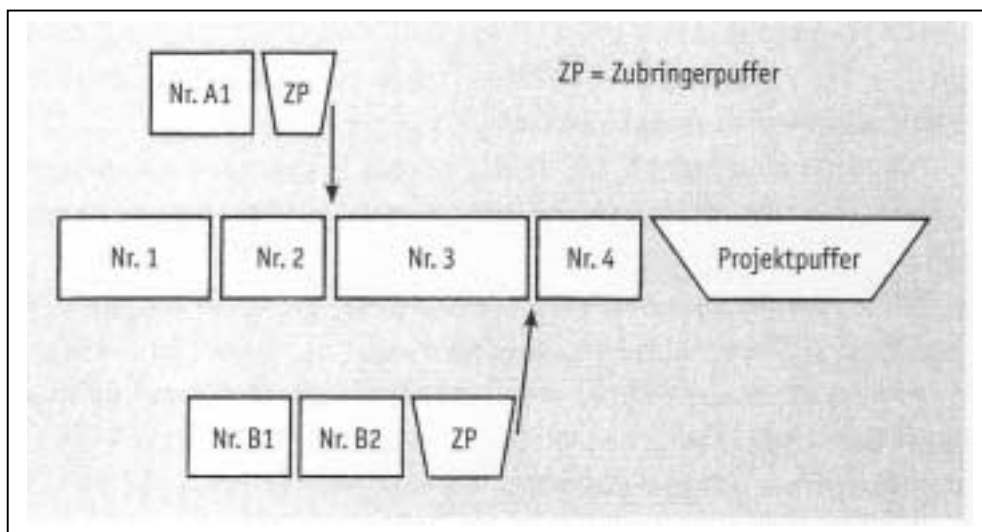 Nr. A1
ZP
ZP = Zubringerpuffer
Nr. 1
Nr. 2
Nr. 3
Nr. 4
Projektpuffer
Nr. B1
Nr. B2
ZP